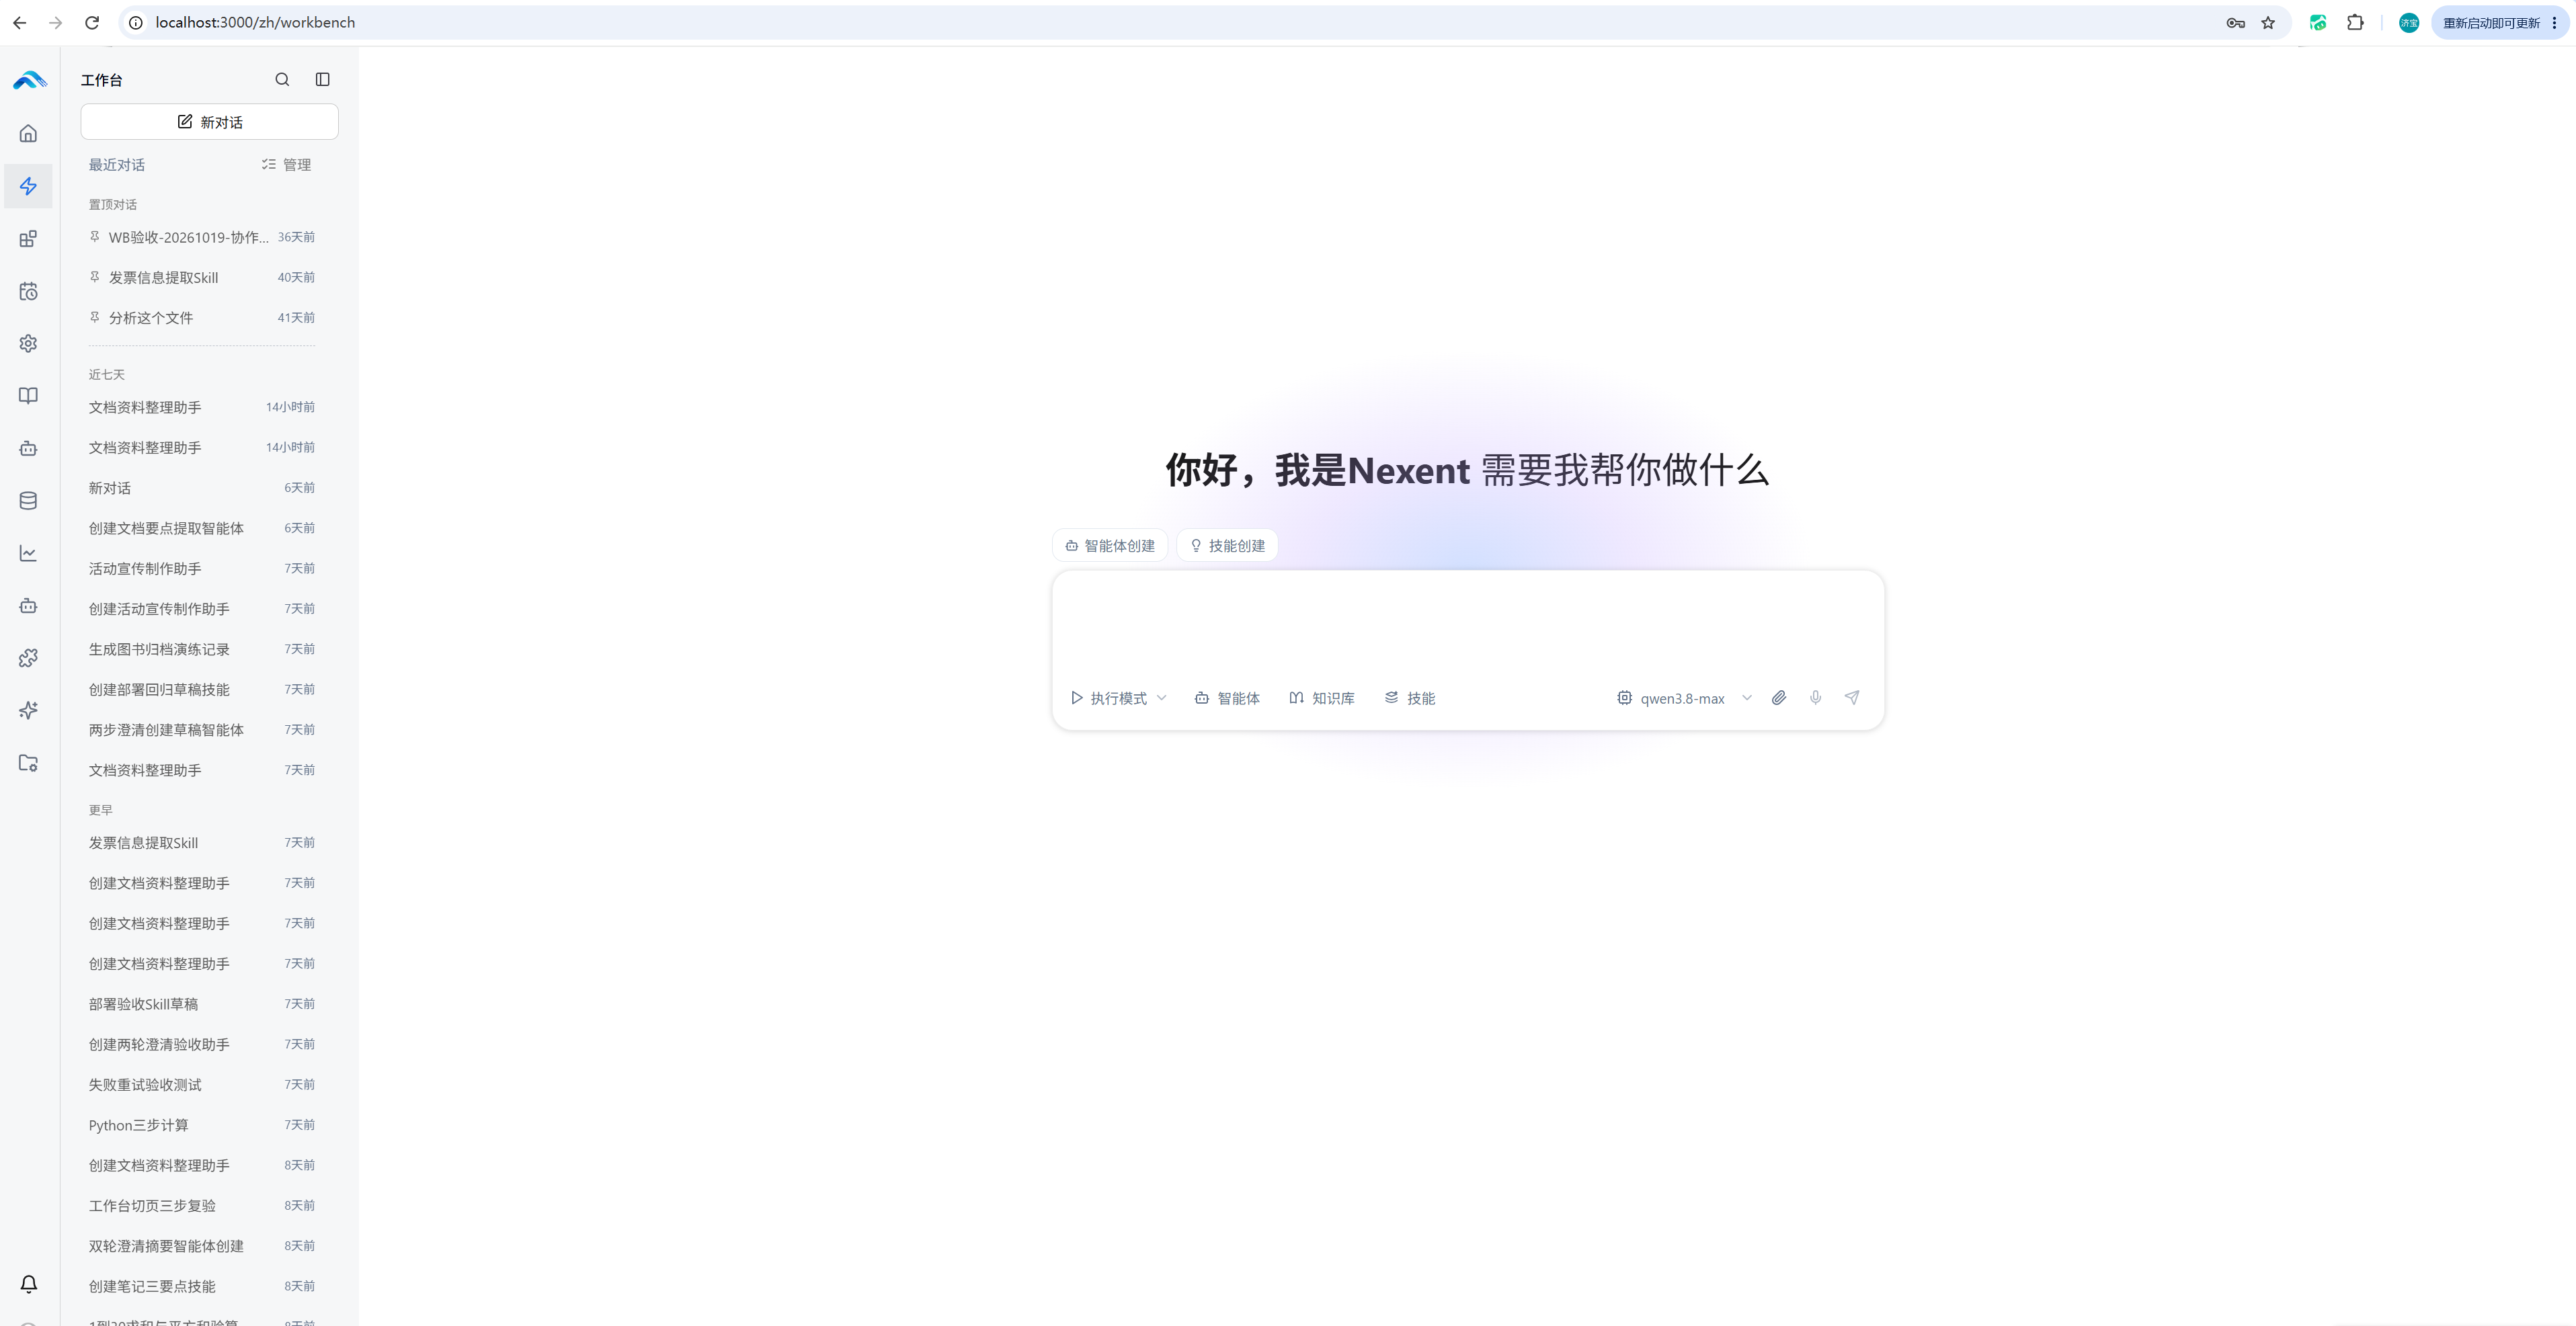 localhost:3000/zh/workbench
济宝
重新启动即可更新
工作台
新对话
最近对话 管理
置顶对话
WB验收-20261019-协作... 36天前
发票信息提取Skill 40天前
分析这个文件 41天前
近七天
文档资料整理助手 14小时前
文档资料整理助手 14小时前
新对话 6天前
创建文档要点提取智能体 6天前
活动宣传制作助手 7天前
创建活动宣传制作助手 7天前
生成图书归档演练记录 7天前
创建部署回归草稿技能 7天前
两步澄清创建草稿智能体 7天前
文档资料整理助手 7天前
更早
发票信息提取Skill 7天前
创建文档资料整理助手 7天前
创建文档资料整理助手 7天前
创建文档资料整理助手 7天前
部署验收Skill草稿 7天前
创建两轮澄清验收助手 7天前
失败重试验收测试 7天前
Python三步计算 7天前
创建文档资料整理助手 8天前
工作台切页三步复验 8天前
双轮澄清摘要智能体创建 8天前
创建笔记三要点技能 8天前
你好，我是Nexent 需要我帮你做什么
智能体创建 技能创建
执行模式 智能体 知识库 技能 qwen3.8-max